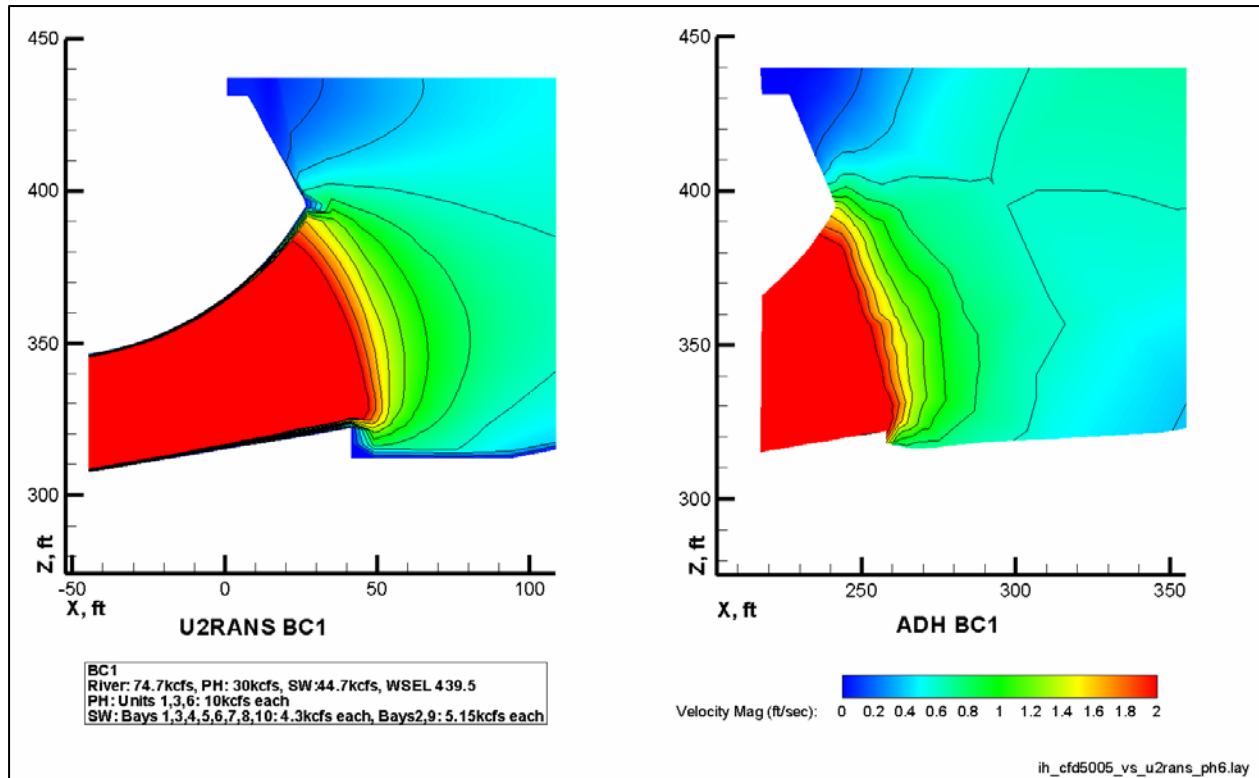 450
400
350
300
Z, ft
-50
0
50
100
X, ft
U2RANS BC1
450
400
350
300
Z, ft
250
300
350
X, ft
ADH BC1
BC1
River: 74.7kcfs, PH: 30kcfs, SW:44.7kcfs, WSEL 439.5
PH: Units 1,3,6: 10kcfs each
SW: Bays 1,3,4,5,6,7,8,10: 4.3kcfs each, Bays2,9: 5.15kcfs each
Velocity Mag (ft/sec): 0 0.2 0.4 0.6 0.8 1 1.2 1.4 1.6 1.8 2
ih_cfd5005_vs_u2rans_ph6.lay